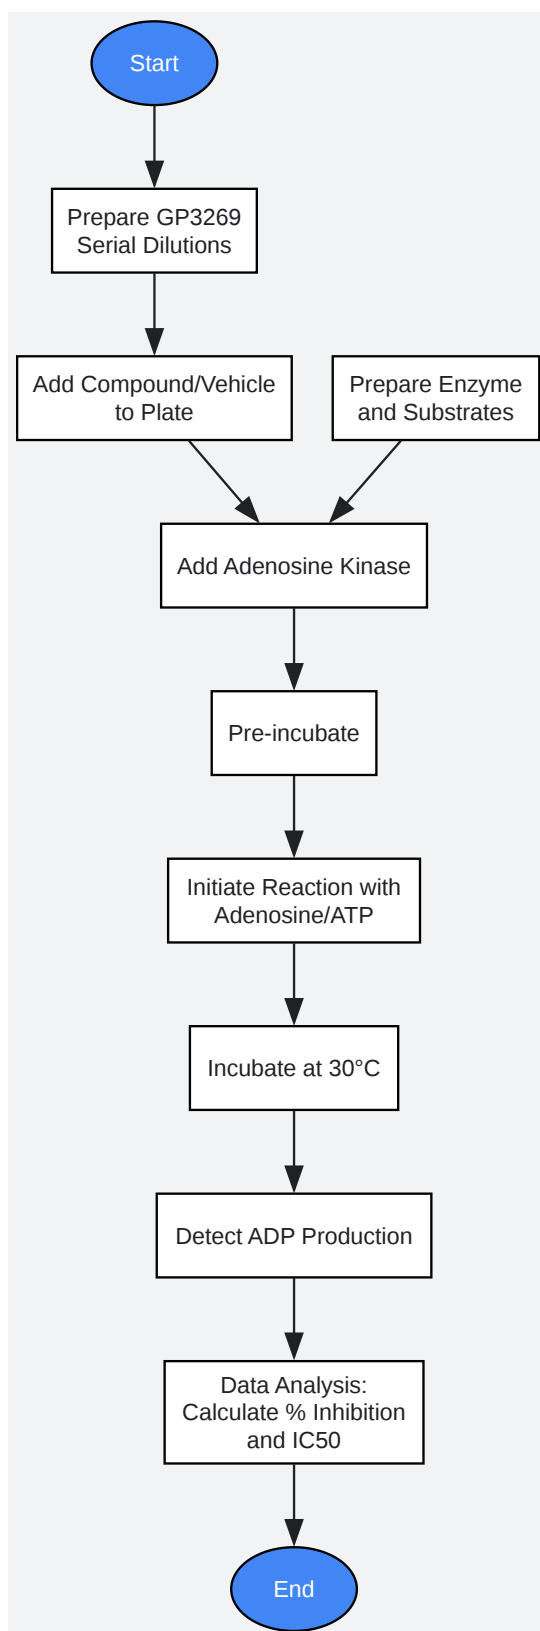 Start
Prepare GP3269
Serial Dilutions
Add Compound/Vehicle
to Plate
Prepare Enzyme
and Substrates
Add Adenosine Kinase
Pre-incubate
Initiate Reaction with
Adenosine/ATP
Incubate at 30°C
Detect ADP Production
Data Analysis:
Calculate % Inhibition
and IC50
End